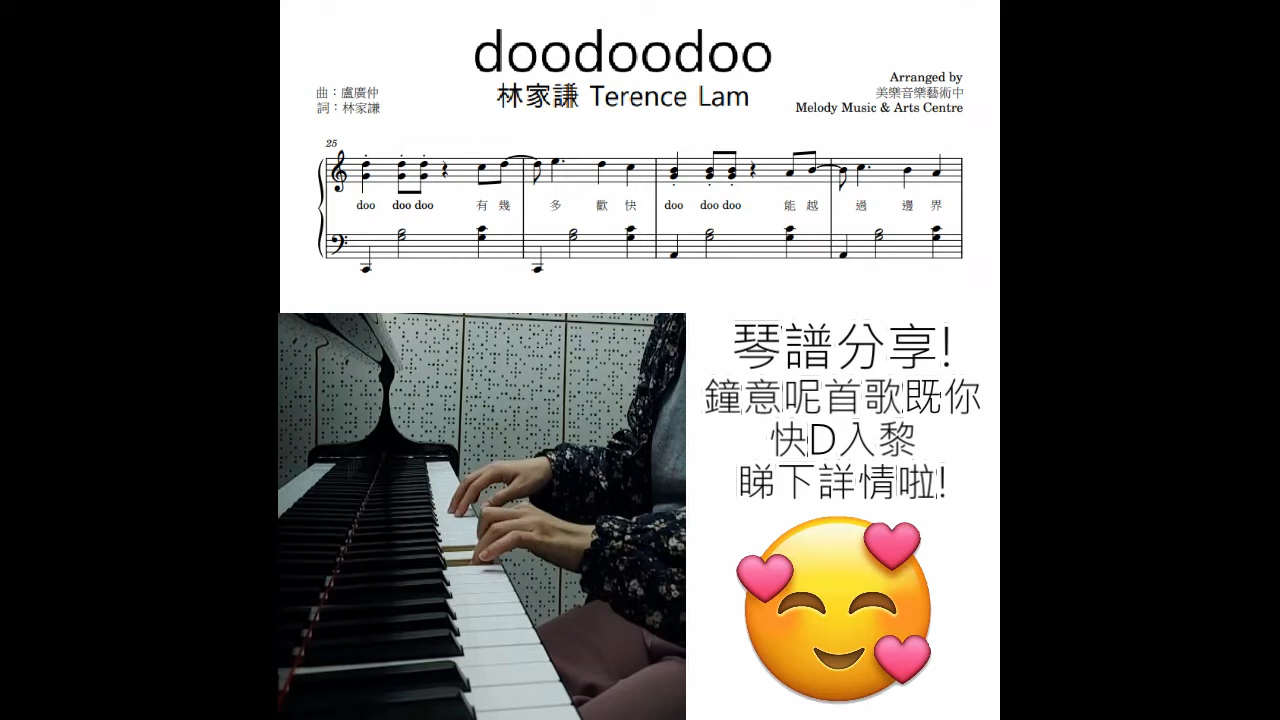 doodoodoo
林家謙 Terence Lam
曲：盧廣仲
詞：林家謙
Arranged by
美樂音樂藝術中
Melody Music & Arts Centre
25
doo doo doo 有 幾 多 歡 快 doo doo doo 能 越 過 邊 界
琴譜分享!
鐘意呢首歌既你
快D入黎
睇下詳情啦!